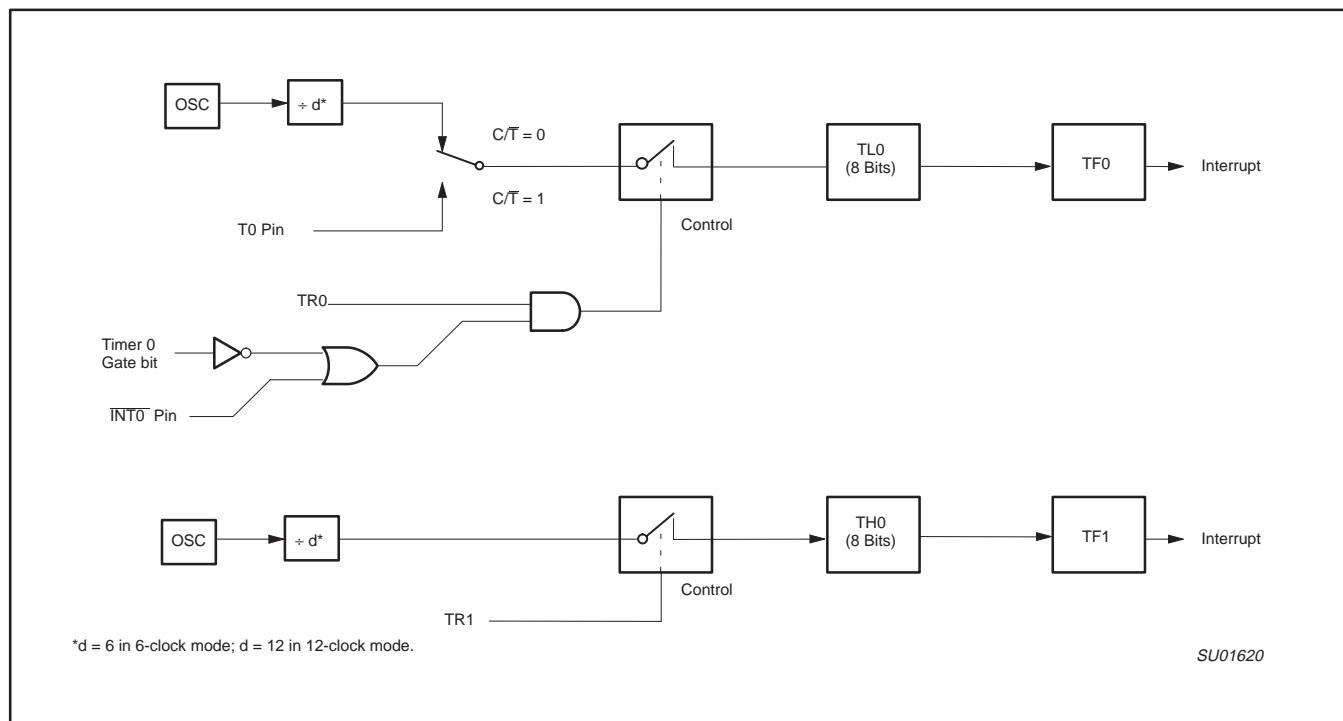 OSC
÷ d*
C/T̅ = 0
TL0
(8 Bits)
TF0
Interrupt
C/T̅ = 1
T0 Pin
Control
TR0
Timer 0
Gate bit
I̅N̅T̅0̅ Pin
OSC
÷ d*
TH0
(8 Bits)
TF1
Interrupt
Control
TR1
*d = 6 in 6-clock mode; d = 12 in 12-clock mode.
SU01620